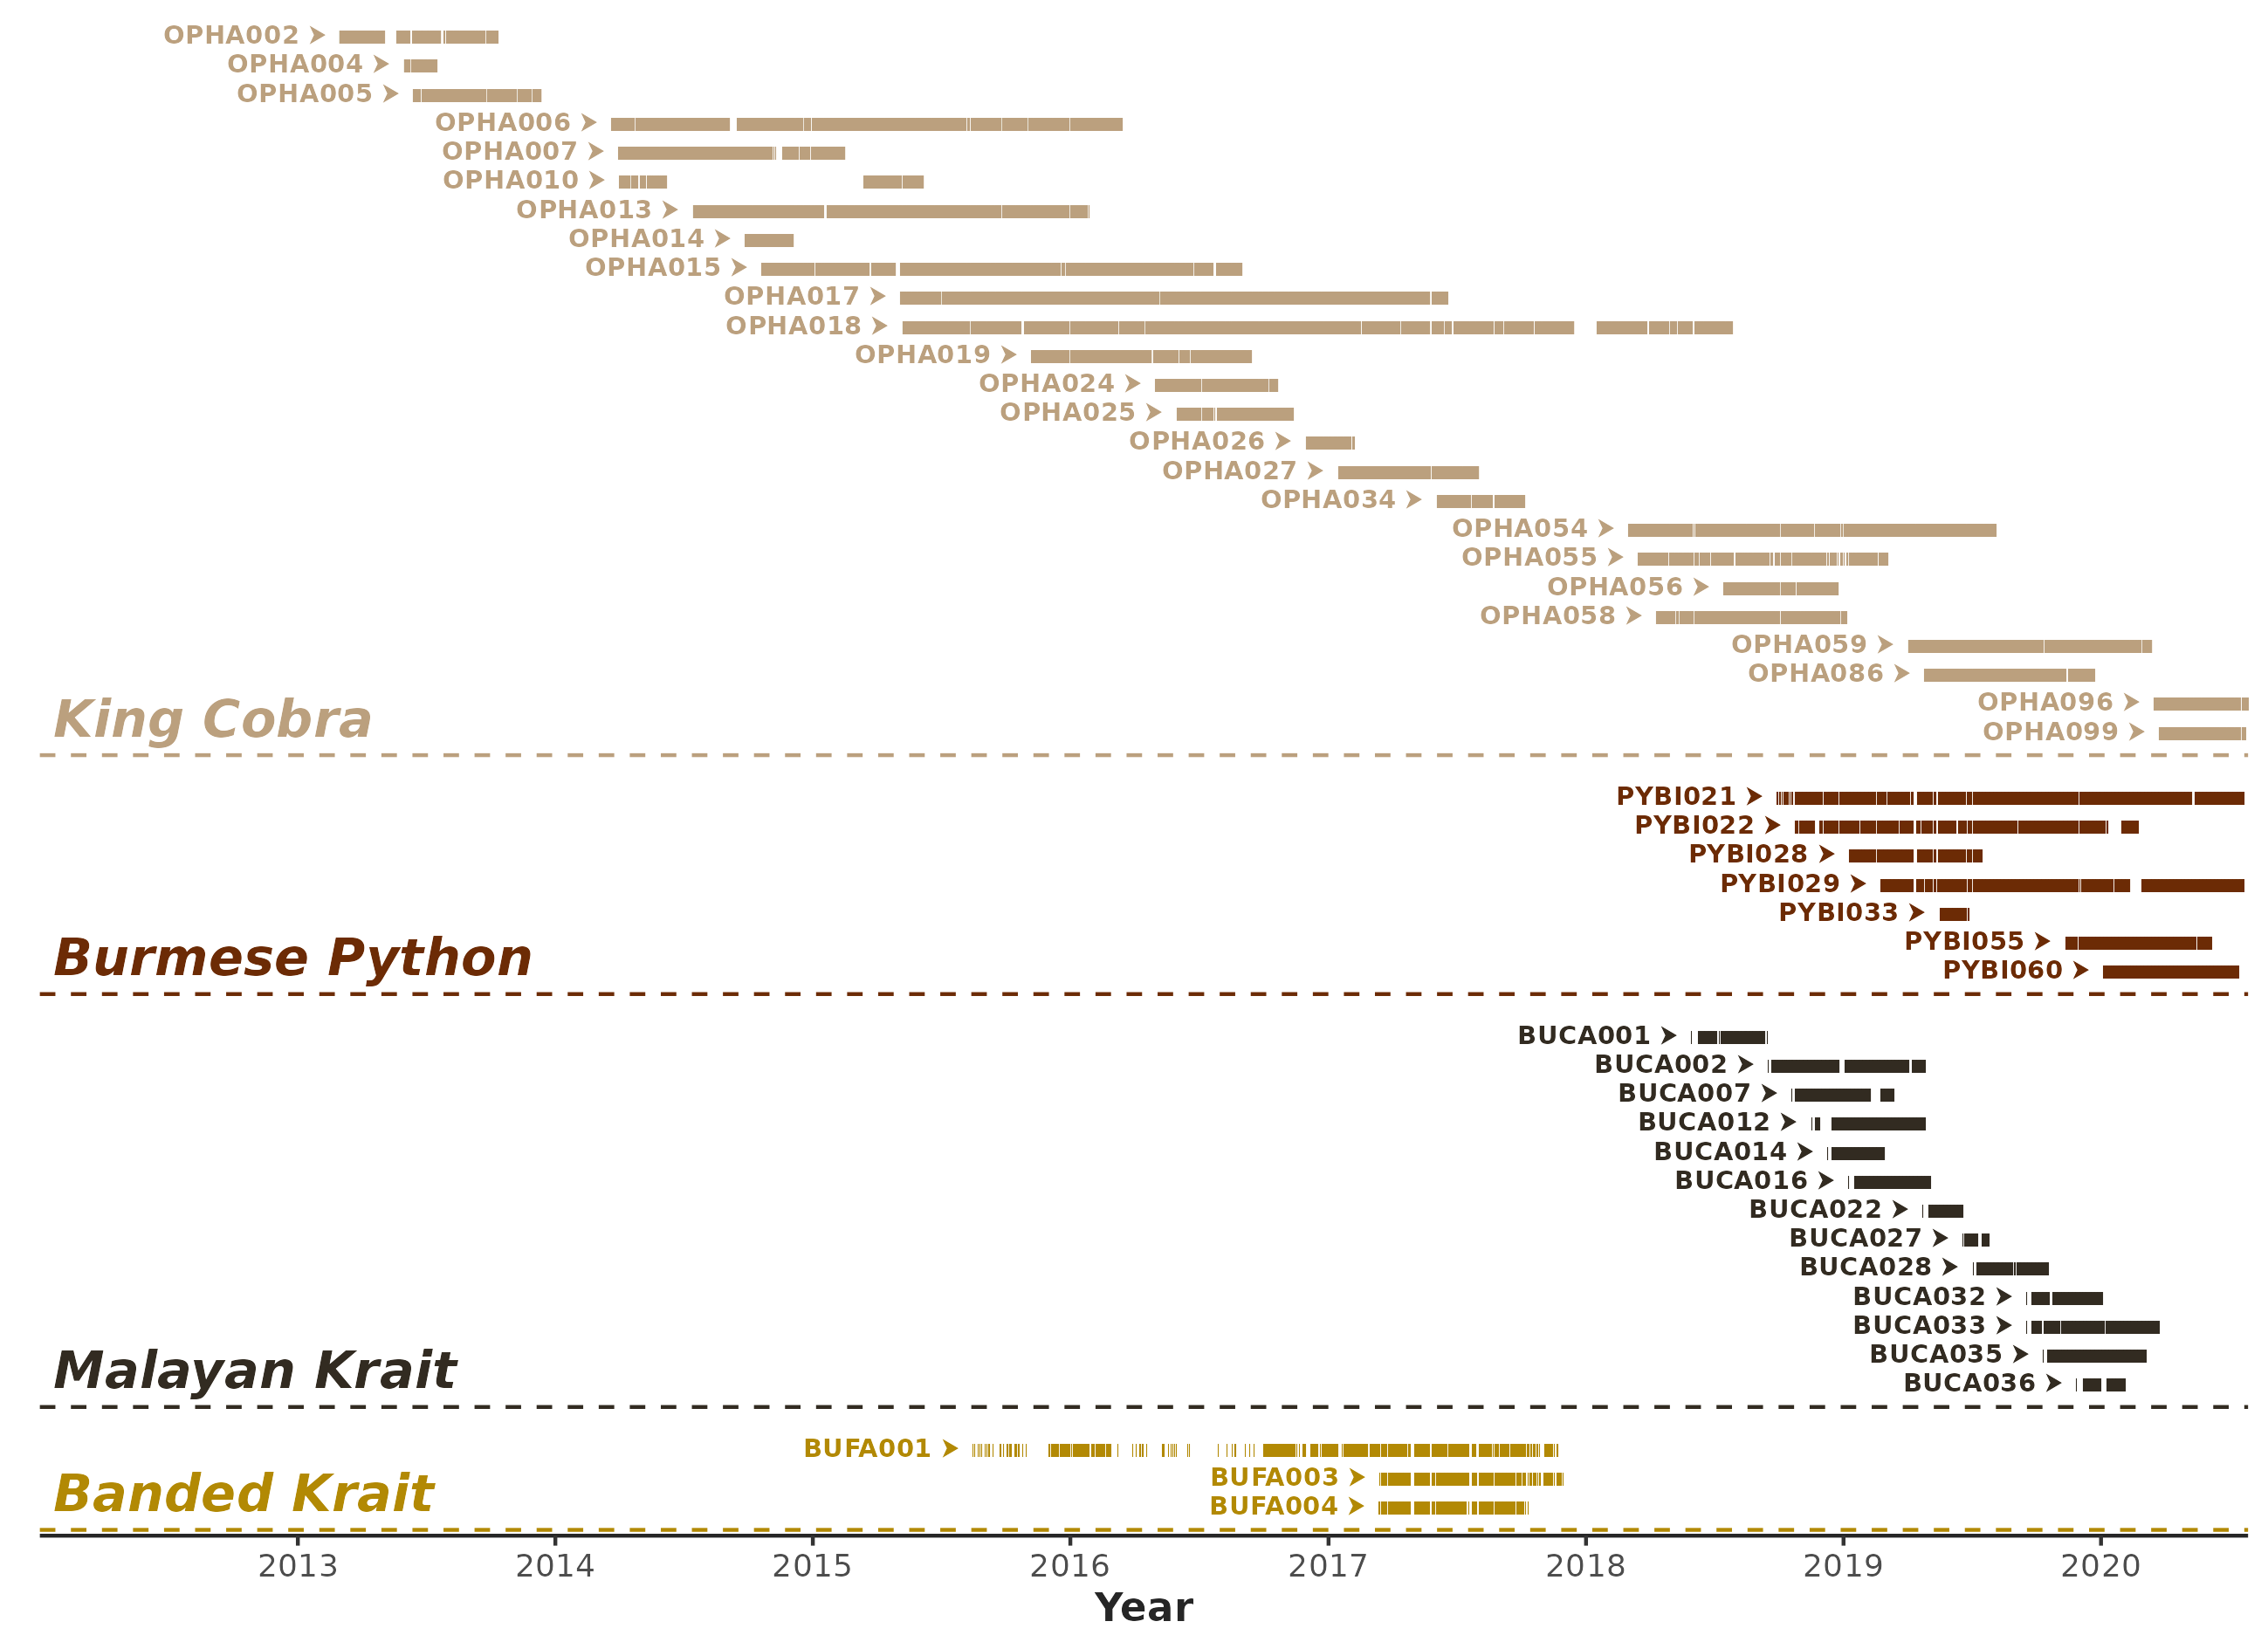 OPHA002 ➤
OPHA004 ➤
OPHA005 ➤
OPHA006 ➤
OPHA007 ➤
OPHA010 ➤
OPHA013 ➤
OPHA014 ➤
OPHA015 ➤
OPHA017 ➤
OPHA018 ➤
OPHA019 ➤
OPHA024 ➤
OPHA025 ➤
OPHA026 ➤
OPHA027 ➤
OPHA034 ➤
OPHA054 ➤
OPHA055 ➤
OPHA056 ➤
OPHA058 ➤
OPHA059 ➤
OPHA086 ➤
OPHA096 ➤
OPHA099 ➤
King Cobra
PYBI021 ➤
PYBI022 ➤
PYBI028 ➤
PYBI029 ➤
PYBI033 ➤
PYBI055 ➤
PYBI060 ➤
Burmese Python
BUCA001 ➤
BUCA002 ➤
BUCA007 ➤
BUCA012 ➤
BUCA014 ➤
BUCA016 ➤
BUCA022 ➤
BUCA027 ➤
BUCA028 ➤
BUCA032 ➤
BUCA033 ➤
BUCA035 ➤
BUCA036 ➤
Malayan Krait
BUFA001 ➤
BUFA003 ➤
BUFA004 ➤
Banded Krait
2013 2014 2015 2016 2017 2018 2019 2020
Year